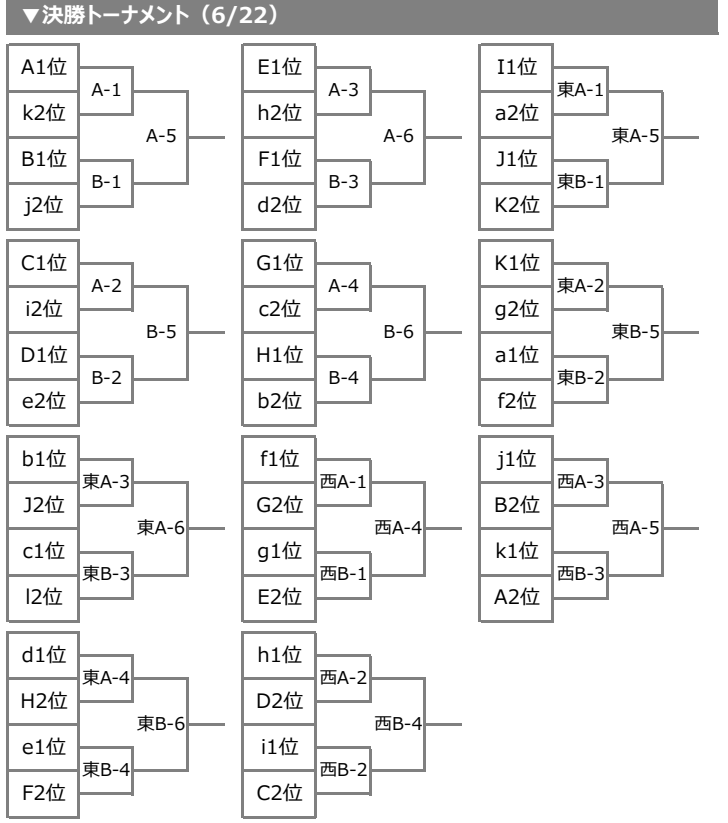 ▼決勝トーナメント（6/22）
A1位
A-1
k2位
A-5
B1位
B-1
j2位
E1位
A-3
h2位
A-6
F1位
B-3
d2位
I1位
東A-1
a2位
東A-5
J1位
東B-1
K2位
C1位
A-2
i2位
B-5
D1位
B-2
e2位
G1位
A-4
c2位
B-6
H1位
B-4
b2位
K1位
東A-2
g2位
東B-5
a1位
東B-2
f2位
b1位
東A-3
J2位
東A-6
c1位
東B-3
I2位
f1位
西A-1
G2位
西A-4
g1位
西B-1
E2位
j1位
西A-3
B2位
西A-5
k1位
西B-3
A2位
d1位
東A-4
H2位
東B-6
e1位
東B-4
F2位
h1位
西A-2
D2位
西B-4
i1位
西B-2
C2位